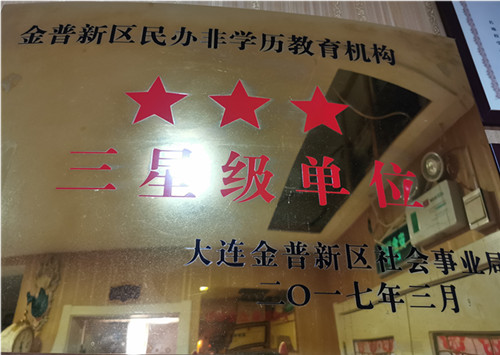 金普新区民办非学历教育机构
三星级单位
大连金普新区社会事业局
二〇一七年三月